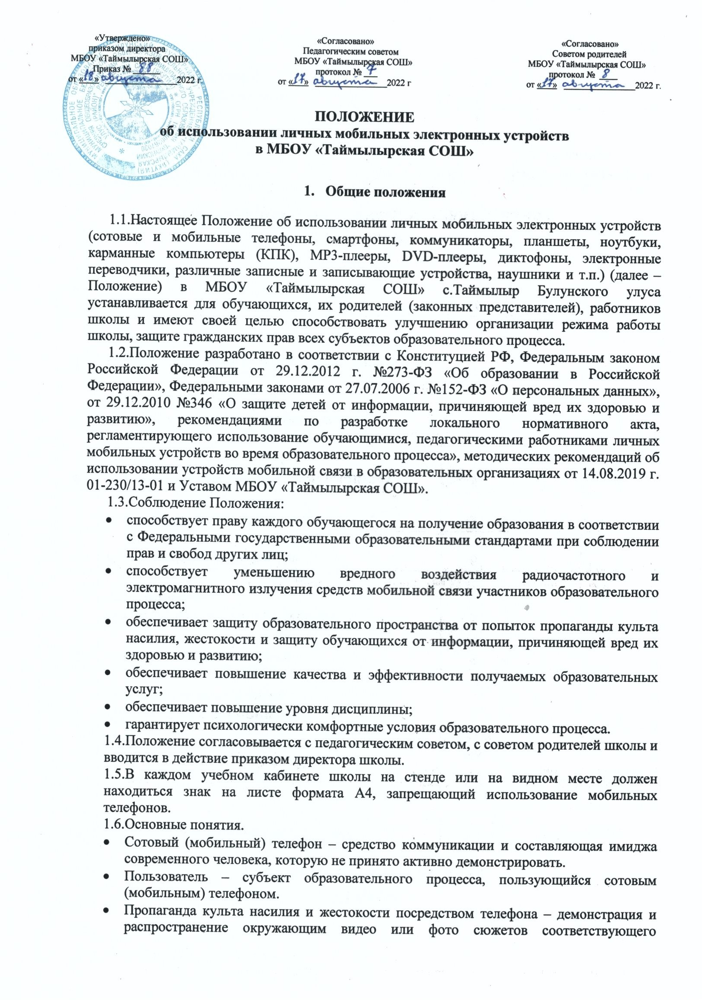 «Утверждено»
приказом директора
МБОУ «Таймылырская СОШ»
Приказ № 88
от «18» августа 2022 г.
«Согласовано»
Педагогическим советом
МБОУ «Таймылырская СОШ»
протокол № 7
от «17» августа 2022 г
«Согласовано»
Советом родителей
МБОУ «Таймылырская СОШ»
протокол № 8
от «17» августа 2022 г.
ПОЛОЖЕНИЕ
об использовании личных мобильных электронных устройств
в МБОУ «Таймылырская СОШ»
1. Общие положения
1.1.Настоящее Положение об использовании личных мобильных электронных устройств
(сотовые и мобильные телефоны, смартфоны, коммуникаторы, планшеты, ноутбуки,
карманные компьютеры (КПК), МР3-плееры, DVD-плееры, диктофоны, электронные
переводчики, различные записные и записывающие устройства, наушники и т.п.) (далее –
Положение) в МБОУ «Таймылырская СОШ» с.Таймылыр Булунского улуса
устанавливается для обучающихся, их родителей (законных представителей), работников
школы и имеют своей целью способствовать улучшению организации режима работы
школы, защите гражданских прав всех субъектов образовательного процесса.
1.2.Положение разработано в соответствии с Конституцией РФ, Федеральным законом
Российской Федерации от 29.12.2012 г. №273-ФЗ «Об образовании в Российской
Федерации», Федеральными законами от 27.07.2006 г. №152-ФЗ «О персональных данных»,
от 29.12.2010 №346 «О защите детей от информации, причиняющей вред их здоровью и
развитию», рекомендациями по разработке локального нормативного акта,
регламентирующего использование обучающимися, педагогическими работниками личных
мобильных устройств во время образовательного процесса», методических рекомендаций об
использовании устройств мобильной связи в образовательных организациях от 14.08.2019 г.
01-230/13-01 и Уставом МБОУ «Таймылырская СОШ».
1.3.Соблюдение Положения:
• способствует праву каждого обучающегося на получение образования в соответствии
с Федеральными государственными образовательными стандартами при соблюдении
прав и свобод других лиц;
• способствует уменьшению вредного воздействия радиочастотного и
электромагнитного излучения средств мобильной связи участников образовательного
процесса;
• обеспечивает защиту образовательного пространства от попыток пропаганды культа
насилия, жестокости и защиту обучающихся от информации, причиняющей вред их
здоровью и развитию;
• обеспечивает повышение качества и эффективности получаемых образовательных
услуг;
• обеспечивает повышение уровня дисциплины;
• гарантирует психологически комфортные условия образовательного процесса.
1.4.Положение согласовывается с педагогическим советом, с советом родителей школы и
вводится в действие приказом директора школы.
1.5.В каждом учебном кабинете школы на стенде или на видном месте должен
находиться знак на листе формата А4, запрещающий использование мобильных
телефонов.
1.6.Основные понятия.
• Сотовый (мобильный) телефон – средство коммуникации и составляющая имиджа
современного человека, которую не принято активно демонстрировать.
• Пользователь – субъект образовательного процесса, пользующийся сотовым
(мобильным) телефоном.
• Пропаганда культа насилия и жестокости посредством телефона – демонстрация и
распространение окружающим видео или фото сюжетов соответствующего